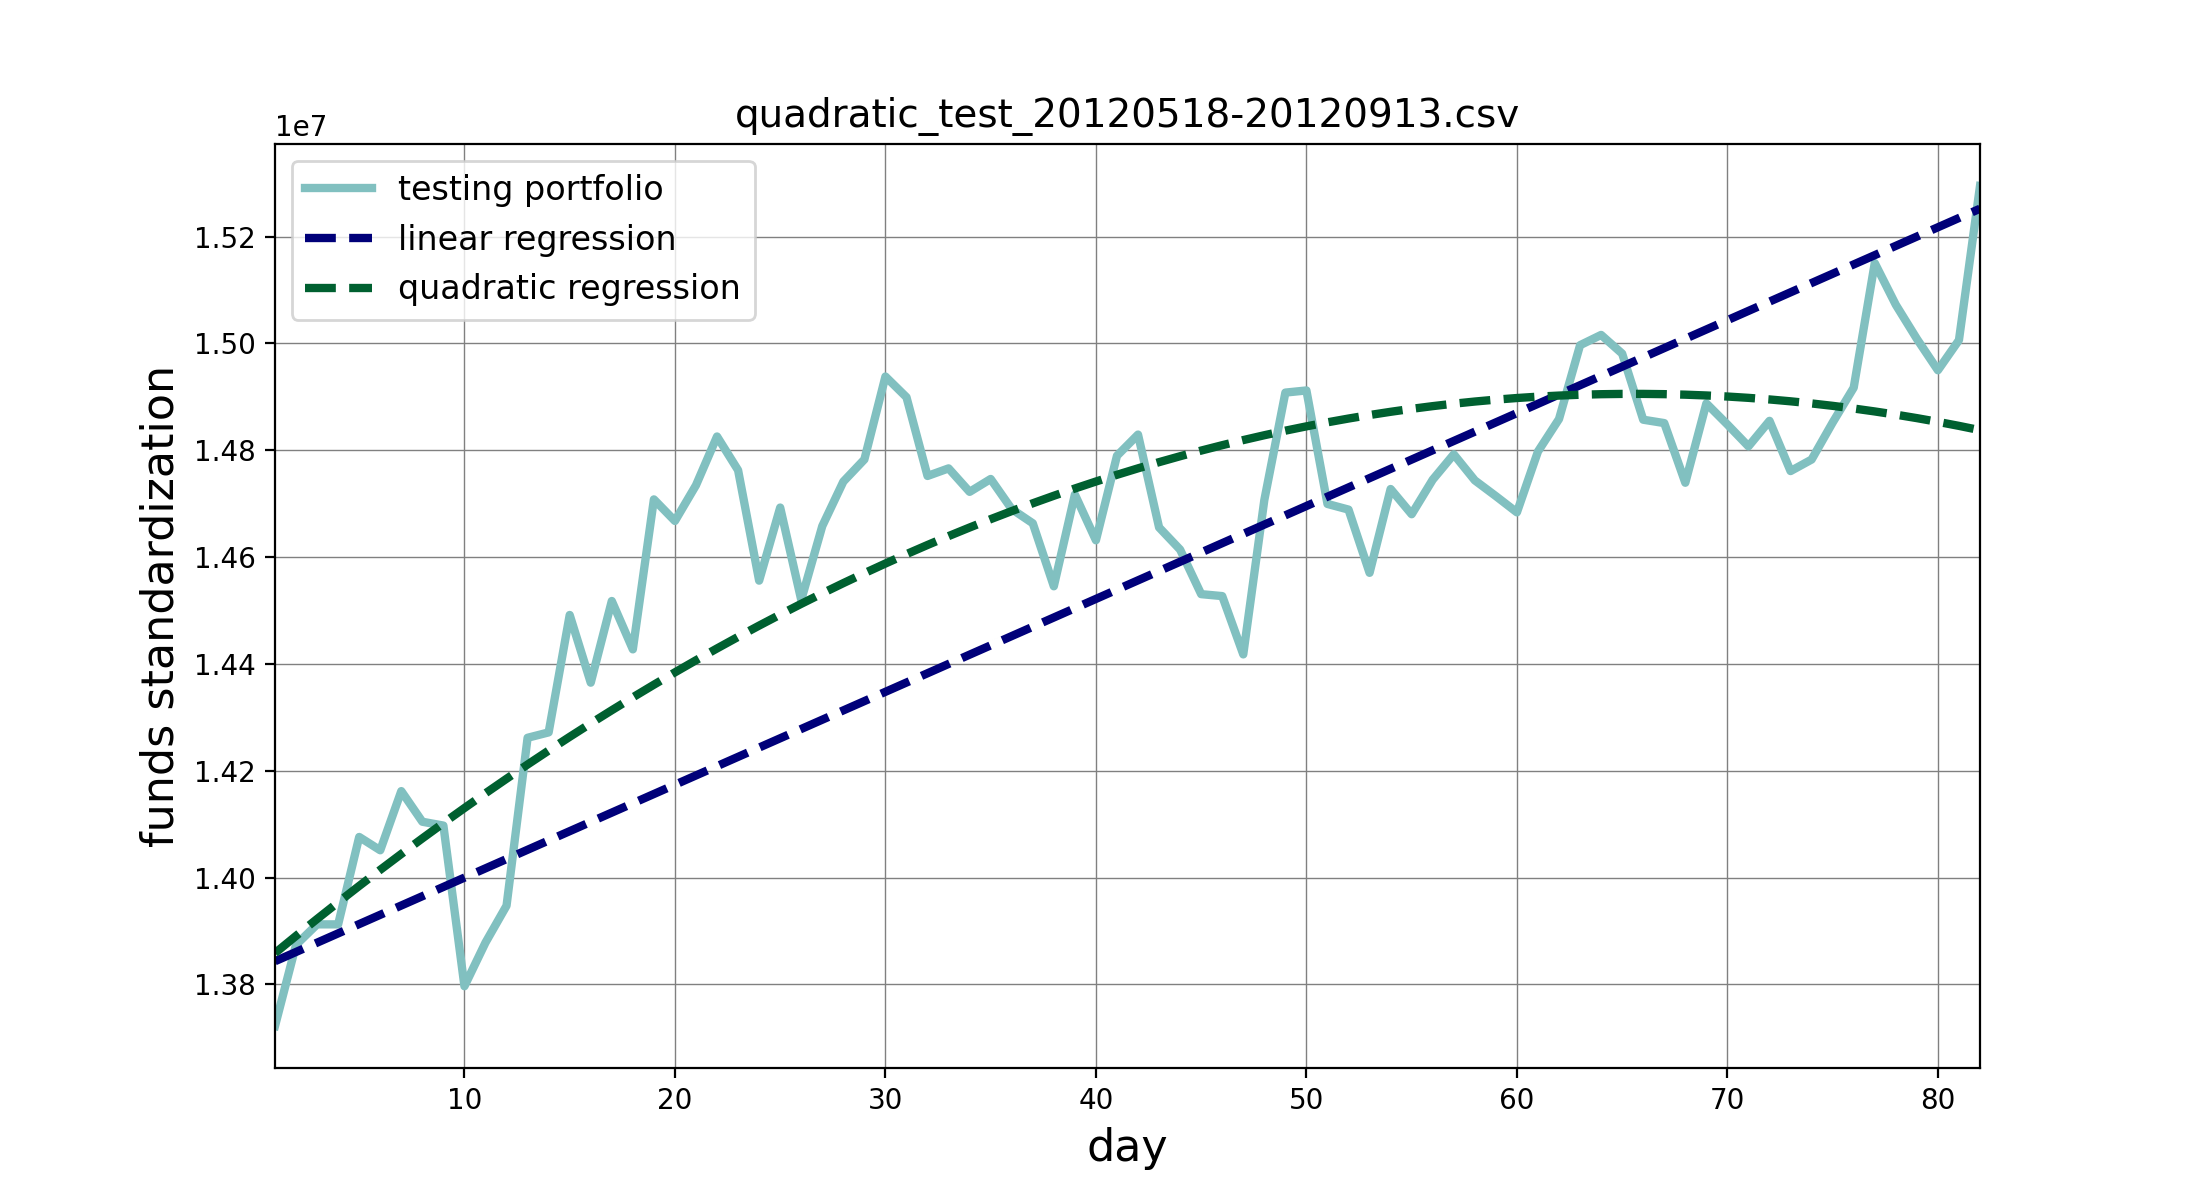 quadratic_test_20120518-20120913.csv
1e7
testing portfolio
linear regression
quadratic regression
funds standardization
1.52
1.50
1.48
1.46
1.44
1.42
1.40
1.38
10 20 30 40 50 60 70 80
day